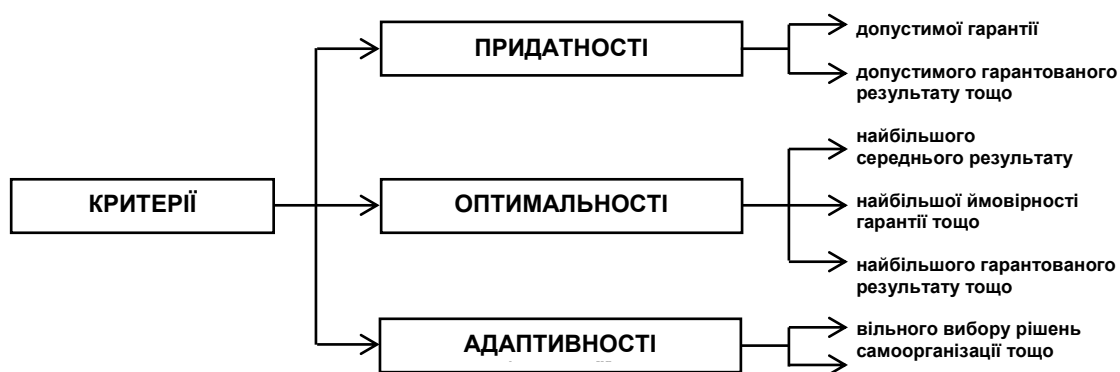 КРИТЕРІЇ
ПРИДАТНОСТІ
допустимої гарантії
допустимого гарантованого
результату тощо
ОПТИМАЛЬНОСТІ
найбільшого
середнього результату
найбільшої ймовірності
гарантії тощо
найбільшого гарантованого
результату тощо
АДАПТИВНОСТІ
вільного вибору рішень
самоорганізації тощо